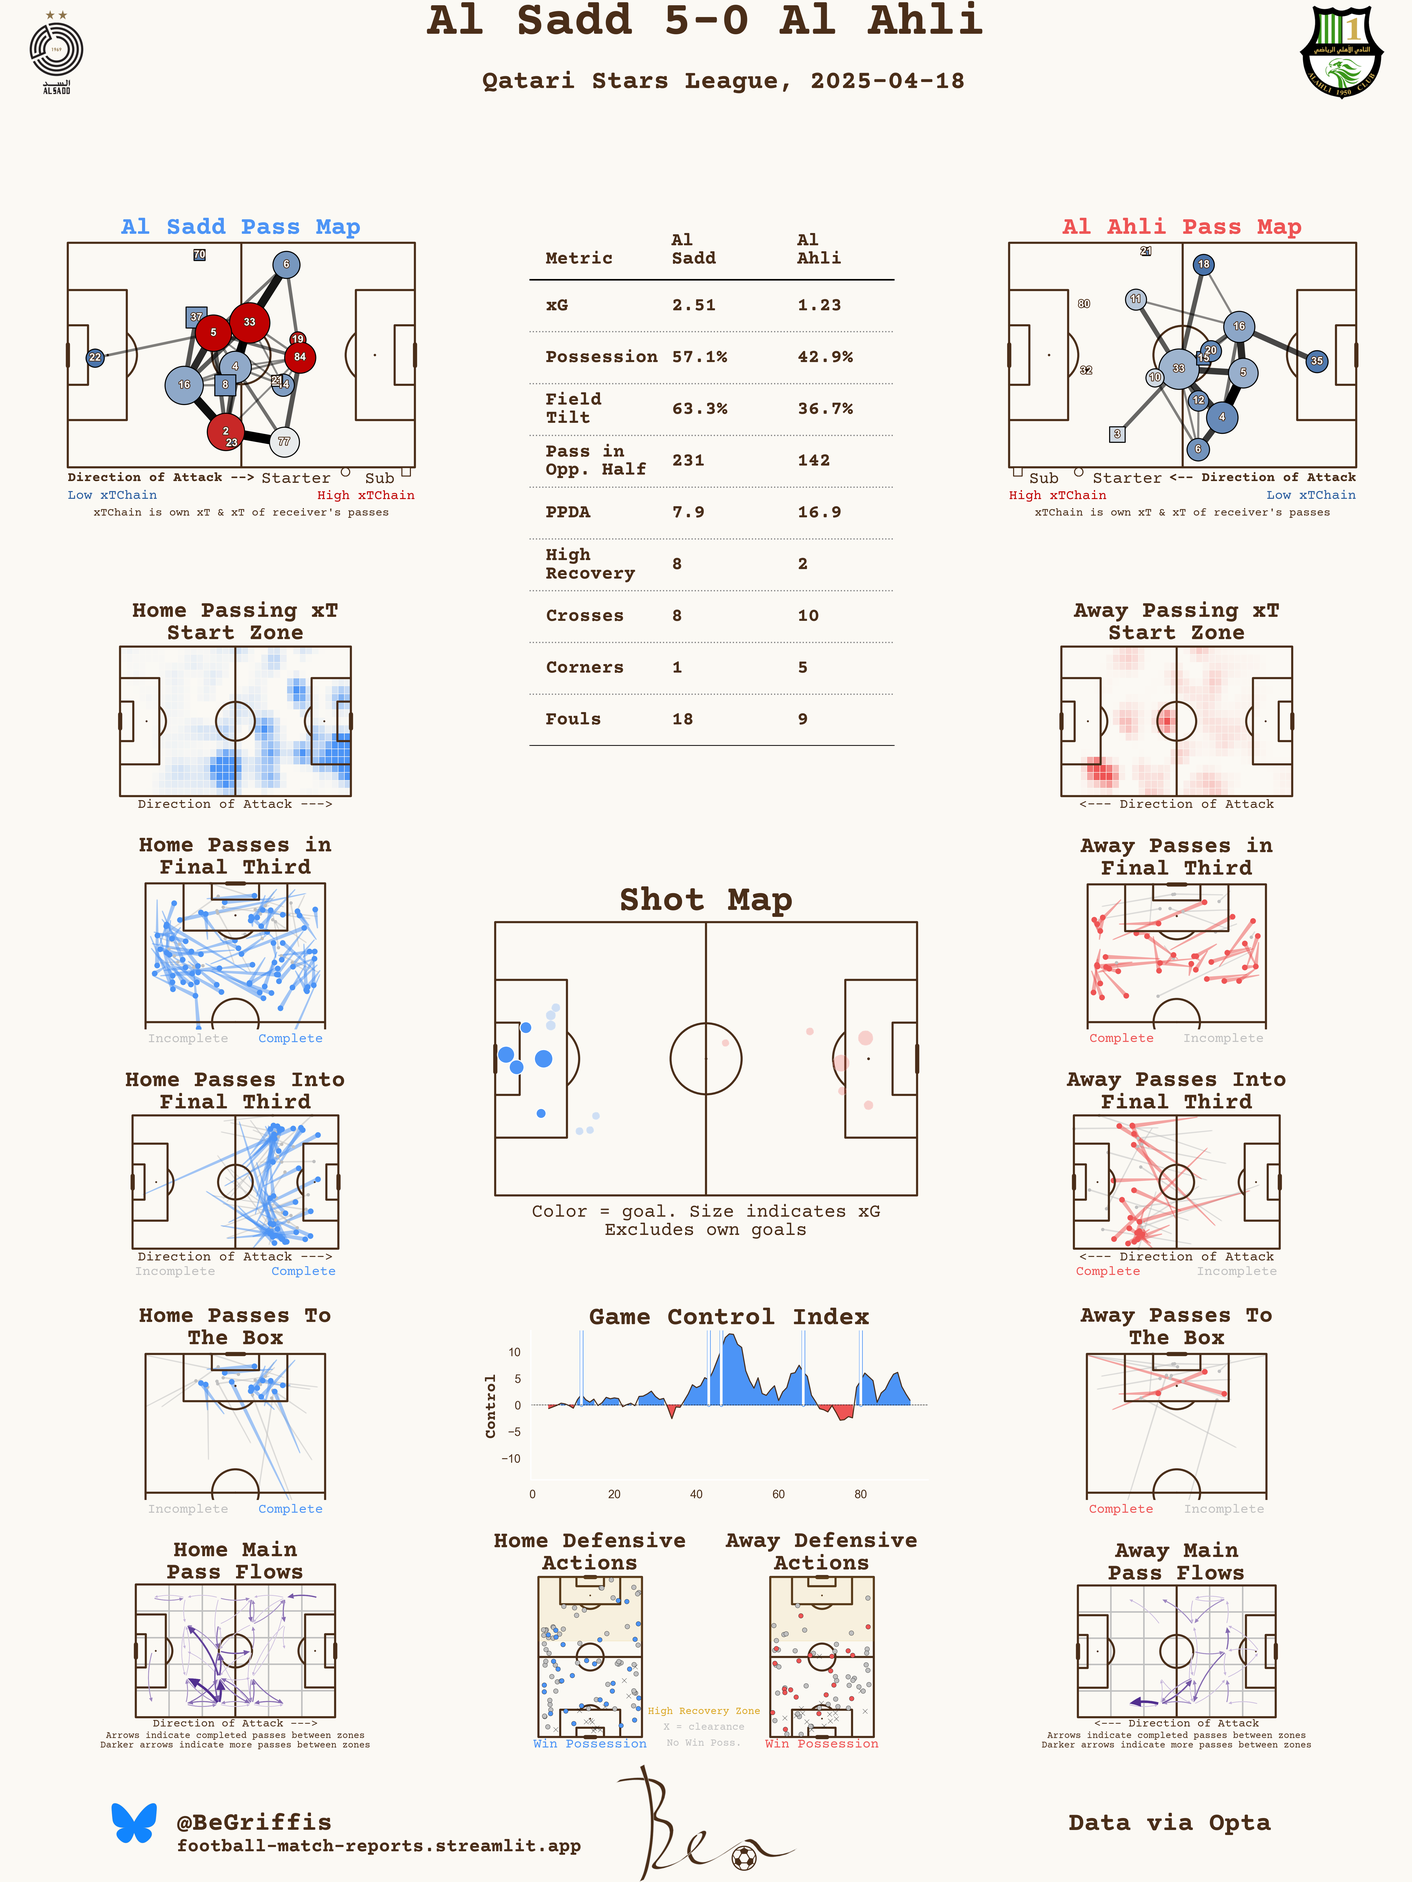 Al Sadd 5-0 Al Ahli
Qatari Stars League, 2025-04-18
1969
السد
AL SADD
1
النادي الأهلي الرياضي
ALAHLI 1950 CLUB
Al Sadd Pass Map
70
6
37
5
33
19
84
22
4
16
8
21
14
2
23
77
Direction of Attack --> Starter Sub
Low xTChain High xTChain
xTChain is own xT & xT of receiver's passes
Metric Al Sadd Al Ahli
xG 2.51 1.23
Possession 57.1% 42.9%
Field Tilt 63.3% 36.7%
Pass in Opp. Half 231 142
PPDA 7.9 16.9
High Recovery 8 2
Crosses 8 10
Corners 1 5
Fouls 18 9
Al Ahli Pass Map
21
18
11
80
16
20
15
35
33
32
10
5
12
4
3
6
Sub Starter <-- Direction of Attack
High xTChain Low xTChain
xTChain is own xT & xT of receiver's passes
Home Passing xT
Start Zone
Direction of Attack --->
Away Passing xT
Start Zone
<--- Direction of Attack
Home Passes in
Final Third
Incomplete Complete
Away Passes in
Final Third
Complete Incomplete
Shot Map
Color = goal. Size indicates xG
Excludes own goals
Home Passes Into
Final Third
Direction of Attack --->
Incomplete Complete
Away Passes Into
Final Third
<--- Direction of Attack
Complete Incomplete
Home Passes To
The Box
Incomplete Complete
Game Control Index
Control
10
5
0
−5
−10
0 20 40 60 80
Away Passes To
The Box
Complete Incomplete
Home Main
Pass Flows
Direction of Attack --->
Arrows indicate completed passes between zones
Darker arrows indicate more passes between zones
Home Defensive
Actions
Win Possession
High Recovery Zone
X = clearance
No Win Poss.
Away Defensive
Actions
Win Possession
Away Main
Pass Flows
<--- Direction of Attack
Arrows indicate completed passes between zones
Darker arrows indicate more passes between zones
@BeGriffis
football-match-reports.streamlit.app
Ben
Data via Opta